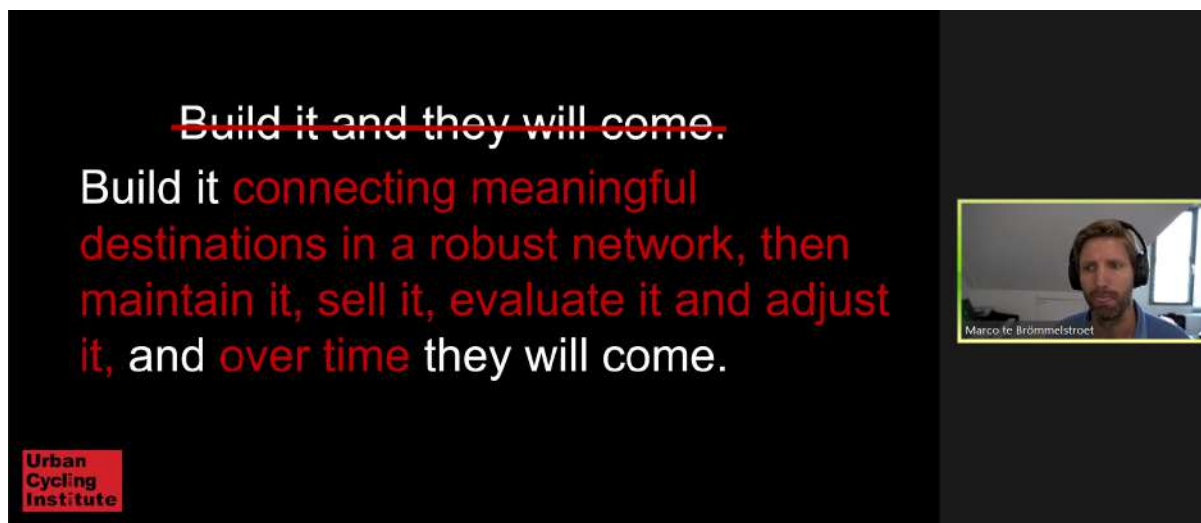 Build it and they will come.
Build it connecting meaningful
destinations in a robust network, then
maintain it, sell it, evaluate it and adjust
it, and over time they will come.
Marco te Brömmelstroet
Urban
Cycling
Institute